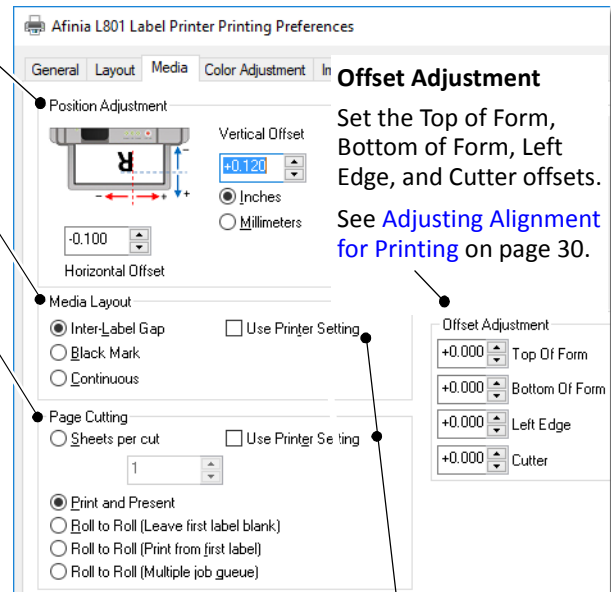 Afinia L801 Label Printer Printing Preferences
General Layout Media Color Adjustment
Offset Adjustment
Set the Top of Form,
Bottom of Form, Left
Edge, and Cutter offsets.
See Adjusting Alignment
for Printing on page 30.
Position Adjustment
R
Vertical Offset
+0.120
Inches
Millimeters
-0.100
Horizontal Offset
Media Layout
Inter-Label Gap Use Printer Setting
Black Mark
Continuous
Page Cutting
Sheets per cut Use Printer Setting
1
Print and Present
Roll to Roll (Leave first label blank)
Roll to Roll (Print from first label)
Roll to Roll (Multiple job queue)
Offset Adjustment
+0.000 Top Of Form
+0.000 Bottom Of Form
+0.000 Left Edge
+0.000 Cutter